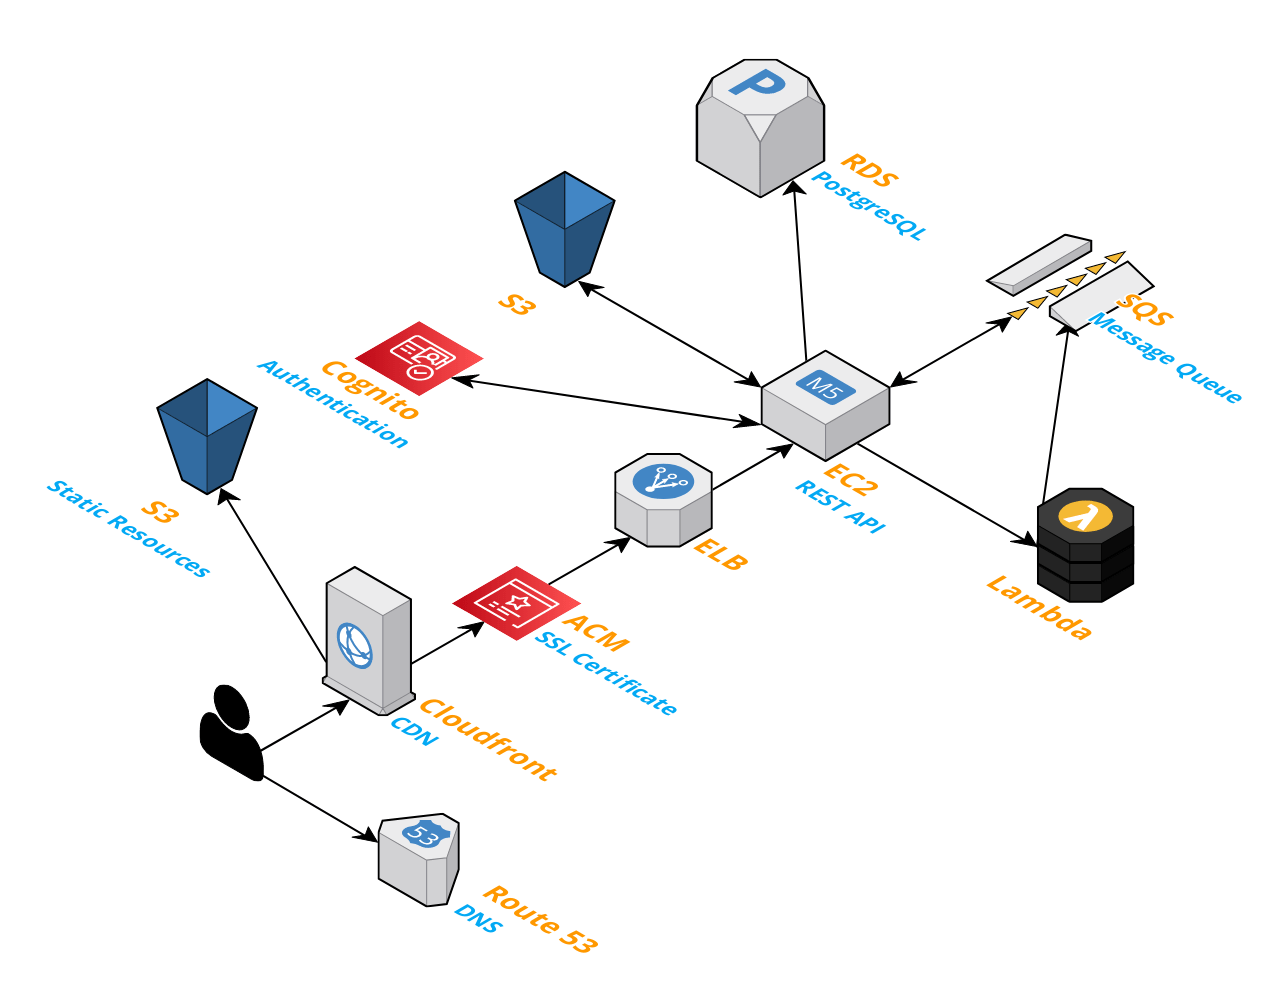 P
RDS
PostgreSQL
S3
SQS
Message Queue
Cognito
Authentication
M5
EC2
REST API
S3
Static Resources
ELB
λ
Lambda
ACM
SSL Certificate
Cloudfront
CDN
53
Route 53
DNS